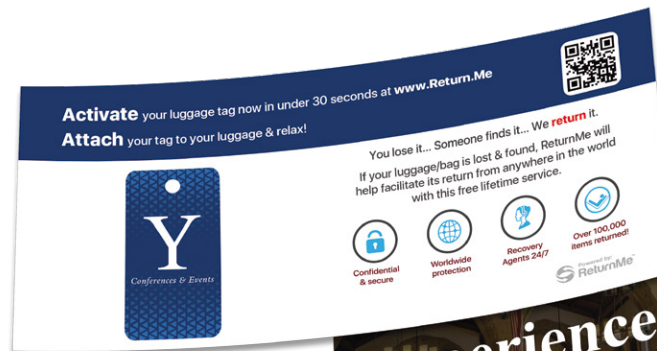 Activate your luggage tag now in under 30 seconds at www.Return.Me
Attach your tag to your luggage & relax!
You lose it... Someone finds it... We return it.
If your luggage/bag is lost & found, ReturnMe will
help facilitate its return from anywhere in the world
with this free lifetime service.
Y
Conferences & Events
Confidential
& secure
Worldwide
protection
Recovery
Agents 24/7
Over 100,000
items returned!
Powered by:
ReturnMe™